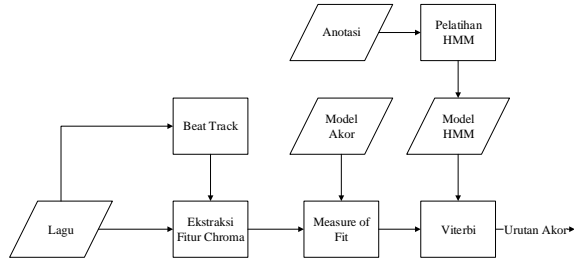 Anotasi
Pelatihan
HMM
Beat Track
Model
Akor
Model
HMM
Lagu
Ekstraksi
Fitur Chroma
Measure of
Fit
Viterbi
Urutan Akor